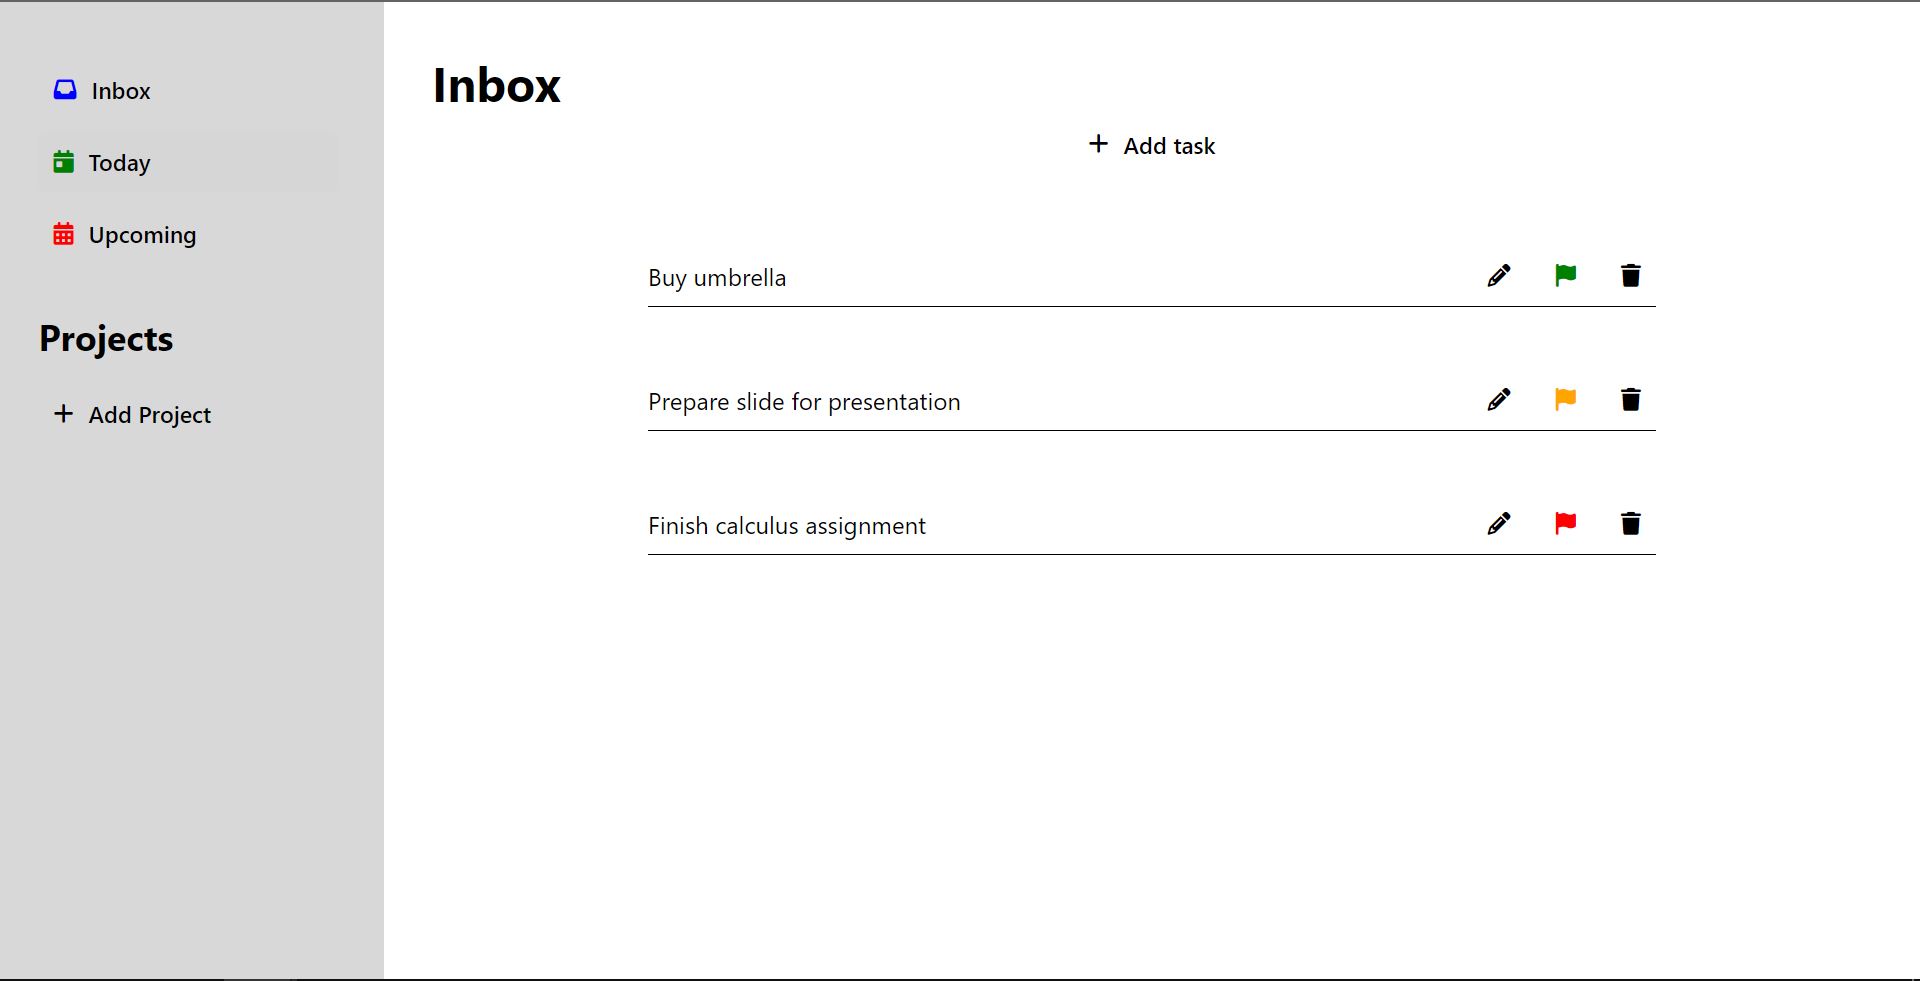 Inbox
Today
Upcoming
Projects
Add Project
Inbox
Add task
Buy umbrella
Prepare slide for presentation
Finish calculus assignment